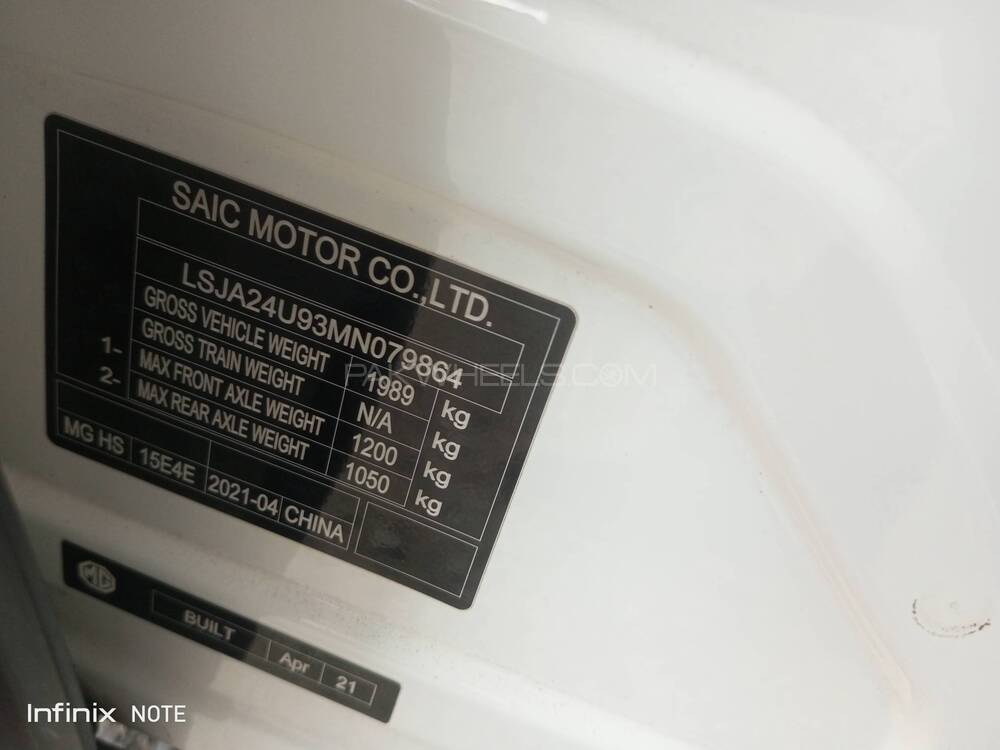 SAIC MOTOR CO.,LTD.
LSJA24U93MN079864
GROSS VEHICLE WEIGHT 1989 kg
GROSS TRAIN WEIGHT N/A kg
1- MAX FRONT AXLE WEIGHT 1200 kg
2- MAX REAR AXLE WEIGHT 1050 kg
MG HS 15E4E 2021-04 CHINA
PAKWHEELS.COM
MG BUILT Apr 21
Infinix NOTE